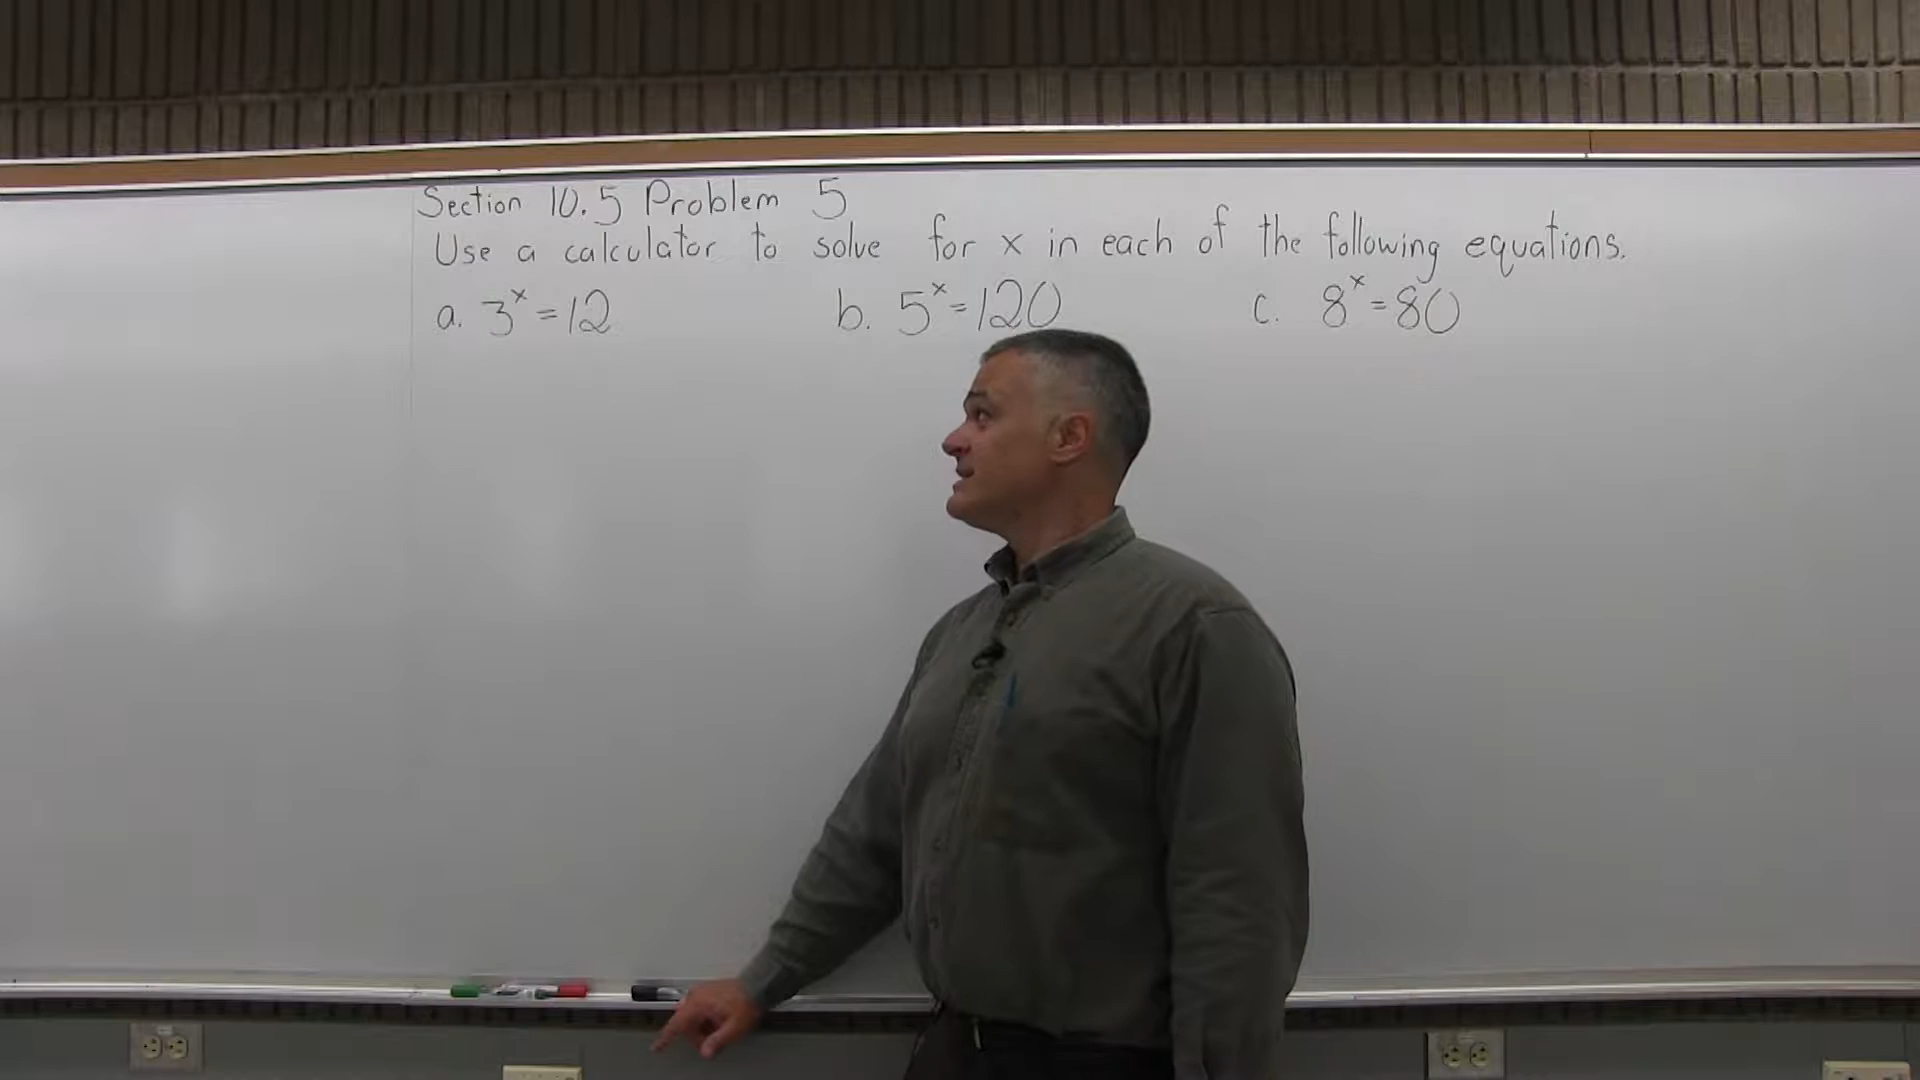 Section 10.5 Problem 5
Use a calculator to solve for x in each of the following equations.
a. 3^x = 12 b. 5^x = 120 c. 8^x = 80